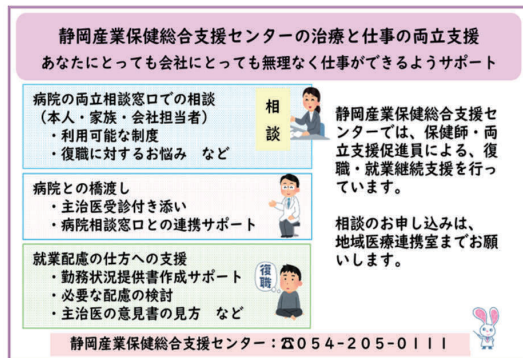 静岡産業保健総合支援センターの治療と仕事の両立支援
あなたにとっても会社にとっても無理なく仕事ができるようサポート
病院の両立相談窓口での相談
（本人・家族・会社担当者）
・利用可能な制度
・復職に対するお悩み　など
相談
病院との橋渡し
・主治医受診付き添い
・病院相談窓口との連携サポート
就業配慮の仕方への支援
・勤務状況提供書作成サポート
・必要な配慮の検討
・主治医の意見書の見方　など
復職
静岡産業保健総合支援セ
ンターでは、保健師・両
立支援促進員による、復
職・就業継続支援を行っ
ています。
相談のお申し込みは、
地域医療連携室までお願
いします。
静岡産業保健総合支援センター：☎054-205-0111